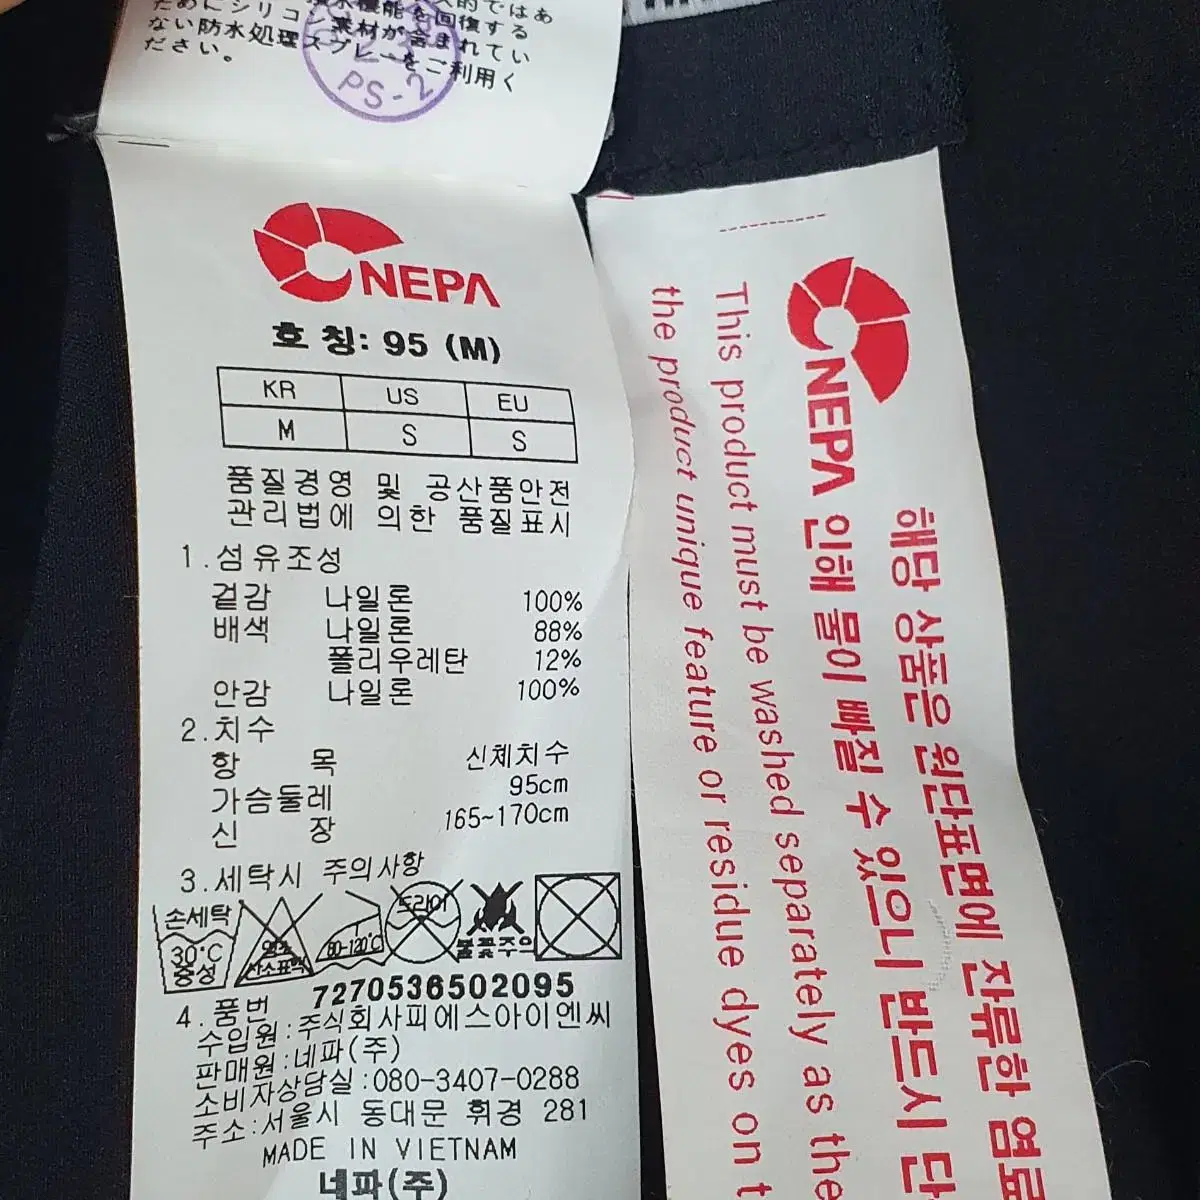 ためにシリコン素材が含まれてい
ない防水処理スプレーをご利用く
ださい。
PS-2
NEPA
호 칭: 95 (M)
KR US EU
M S S
품질경영 및 공산품안전
관리법에 의한 품질표시
1.섬유조성
겉감 나일론 100%
배색 나일론 88%
폴리우레탄 12%
안감 나일론 100%
2.치수
항 목 신체치수
가슴둘레 95cm
신 장 165~170cm
3.세탁시 주의사항
손세탁
30°C
중성
염소
산소표백
80-120°C
드라이
불꽃주의
4.품번 7270536502095
수입원:주식회사피에스아이엔씨
판매원:네파(주)
소비자상담실:080-3407-0288
주소:서울시 동대문 휘경 281
MADE IN VIETNAM
네파(주)
NEPA
해당 상품은 원단표면에 잔류한 염료
인해 물이 빠질 수 있으니 반드시 단
This product must be washed separately as the
the product unique feature or residue dyes on t